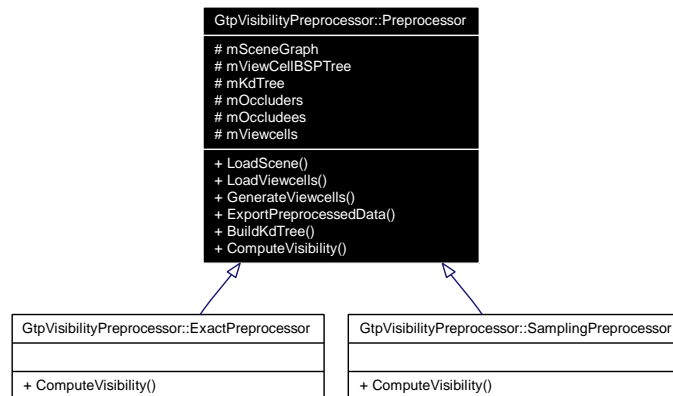 GtpVisibilityPreprocessor::Preprocessor
# mSceneGraph
# mViewCellBSPTree
# mKdTree
# mOccluders
# mOccludees
# mViewcells
+ LoadScene()
+ LoadViewcells()
+ GenerateViewcells()
+ ExportPreprocessedData()
+ BuildKdTree()
+ ComputeVisibility()
GtpVisibilityPreprocessor::ExactPreprocessor
+ ComputeVisibility()
GtpVisibilityPreprocessor::SamplingPreprocessor
+ ComputeVisibility()